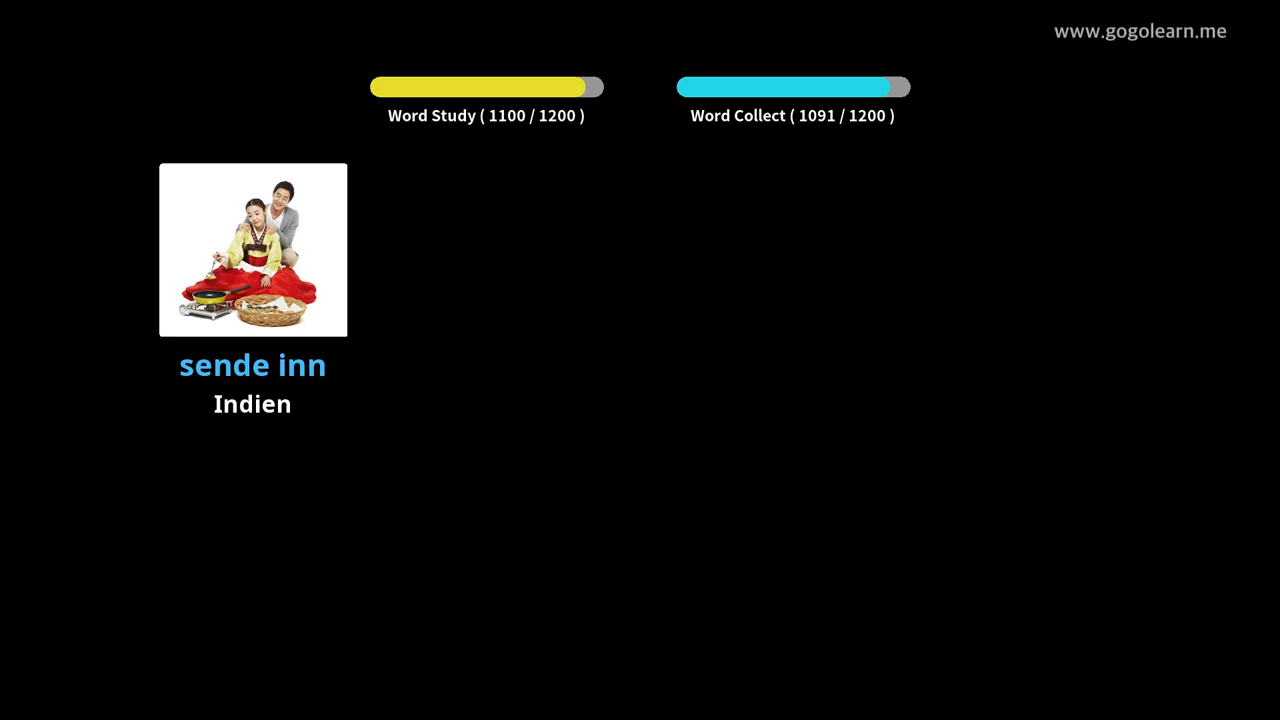 www.gogolearn.me
Word Study ( 1100 / 1200 )
Word Collect ( 1091 / 1200 )
sende inn
Indien